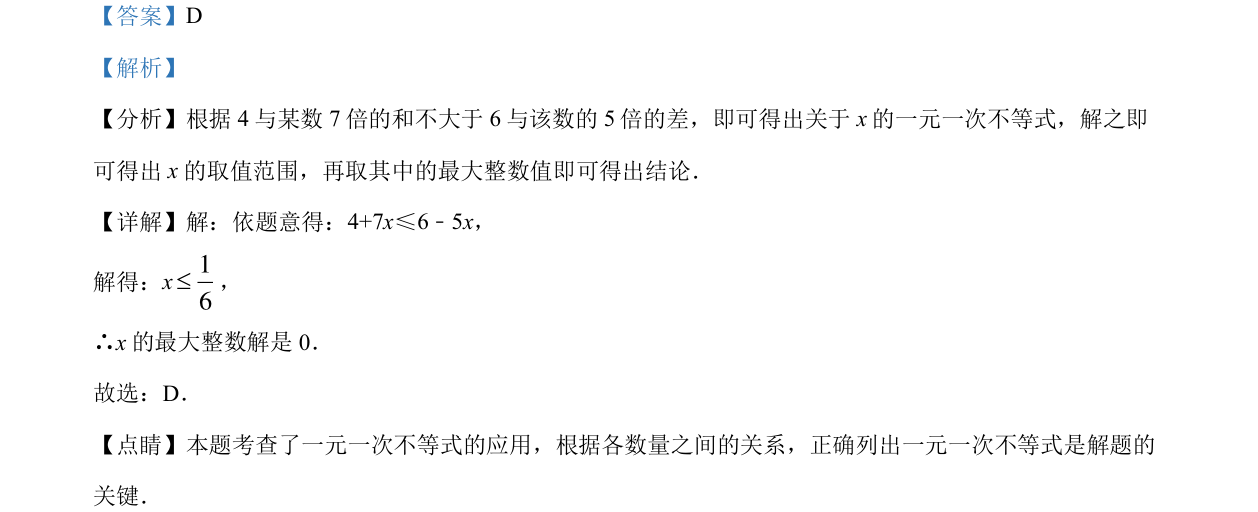 【答案】D
【解析】
【分析】根据 4 与某数 7 倍的和不大于 6 与该数的 5 倍的差，即可得出关于 x 的一元一次不等式，解之即
可得出 x 的取值范围，再取其中的最大整数值即可得出结论．
【详解】解：依题意得：4+7x≤6﹣5x，
解得：x≤1/6，
∴x 的最大整数解是 0．
故选：D．
【点睛】本题考查了一元一次不等式的应用，根据各数量之间的关系，正确列出一元一次不等式是解题的
关键．